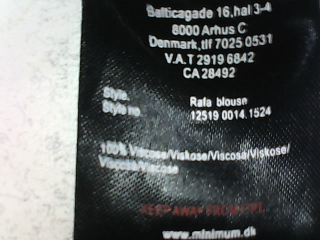 Balticagade 16,hal 3-4
8000 Arhus C
Denmark,tlf 7025 0531
V.A.T 2919 6842
CA 28492
Style. Rafa blouse
Style no. 12519 0014.1524
100% Viscose/Viskose/Viscosa/Viskose/
Viscosa/Viscose
KEEP AWAY FROM FIRE
www.minimum.dk